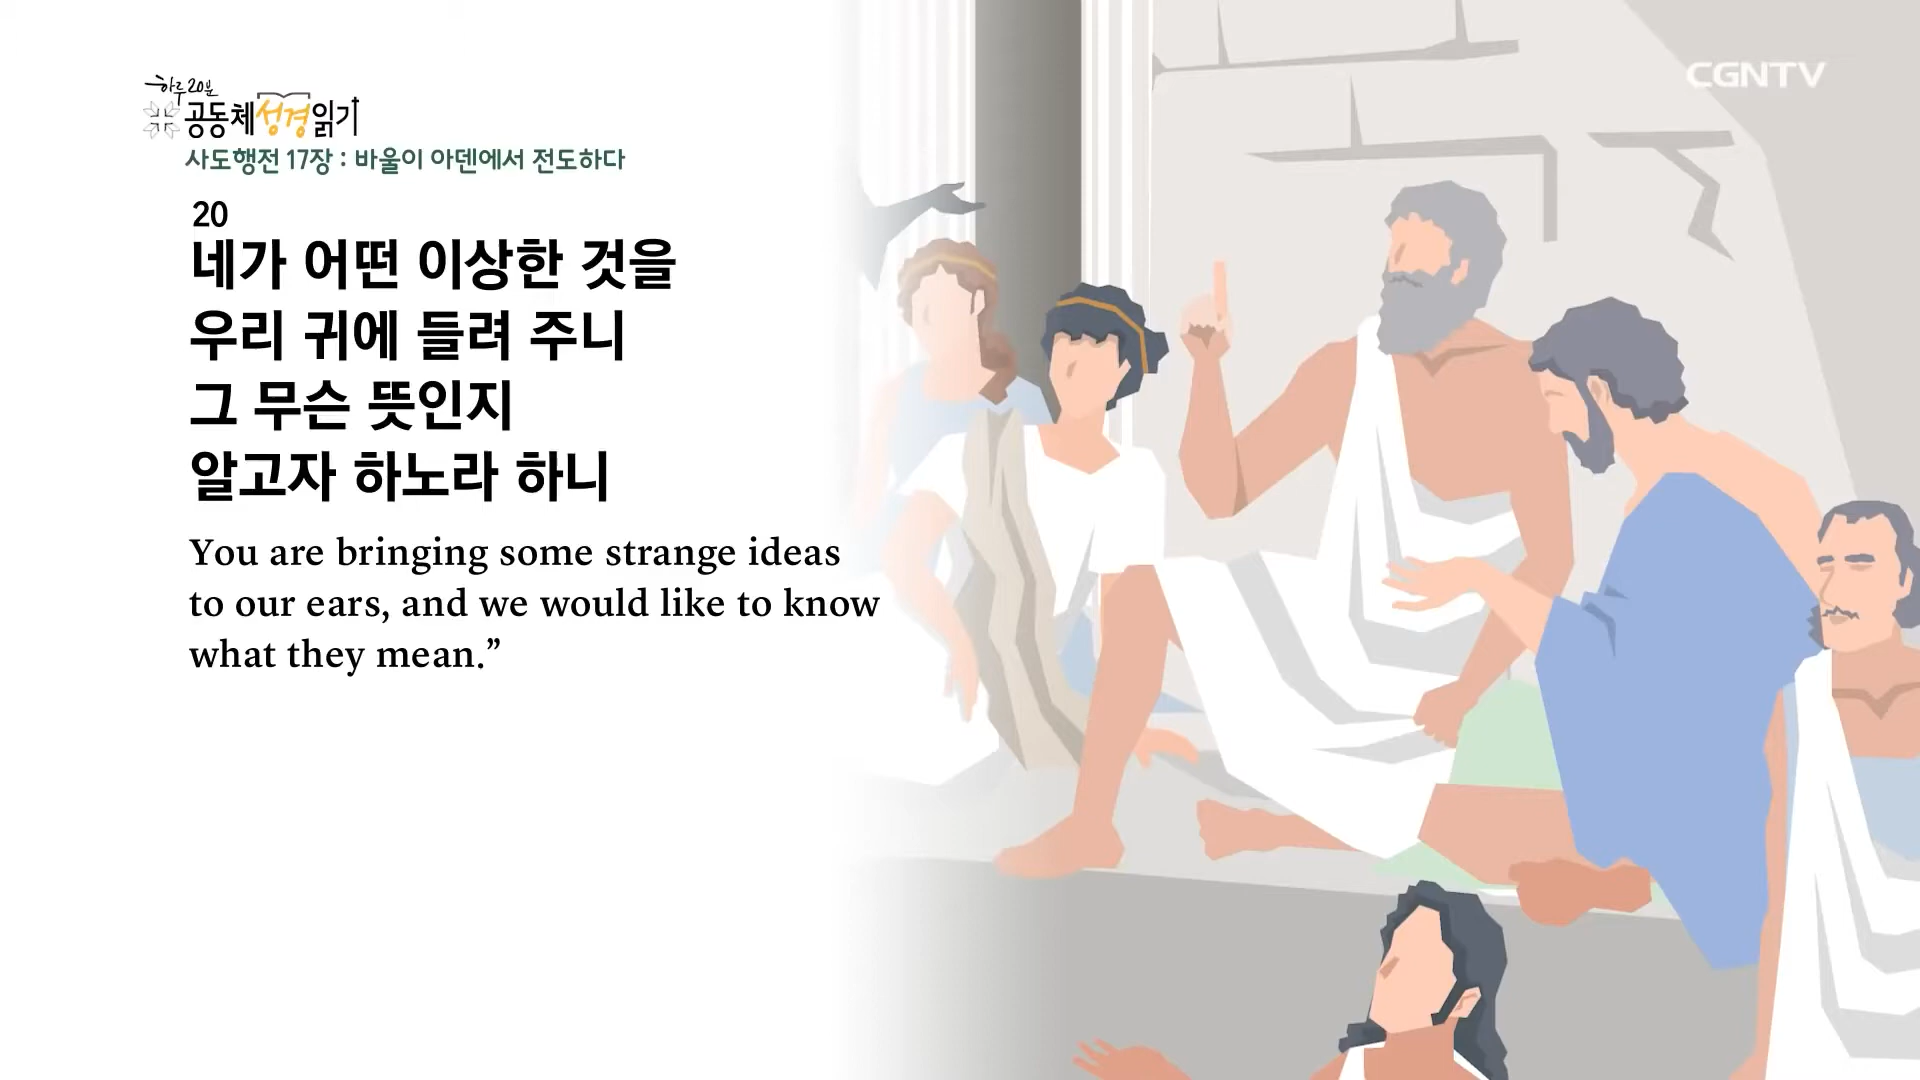 하루 20분
공동체성경읽기
CGNTV
사도행전 17장 : 바울이 아덴에서 전도하다
20
네가 어떤 이상한 것을
우리 귀에 들려 주니
그 무슨 뜻인지
알고자 하노라 하니
You are bringing some strange ideas
to our ears, and we would like to know
what they mean.”